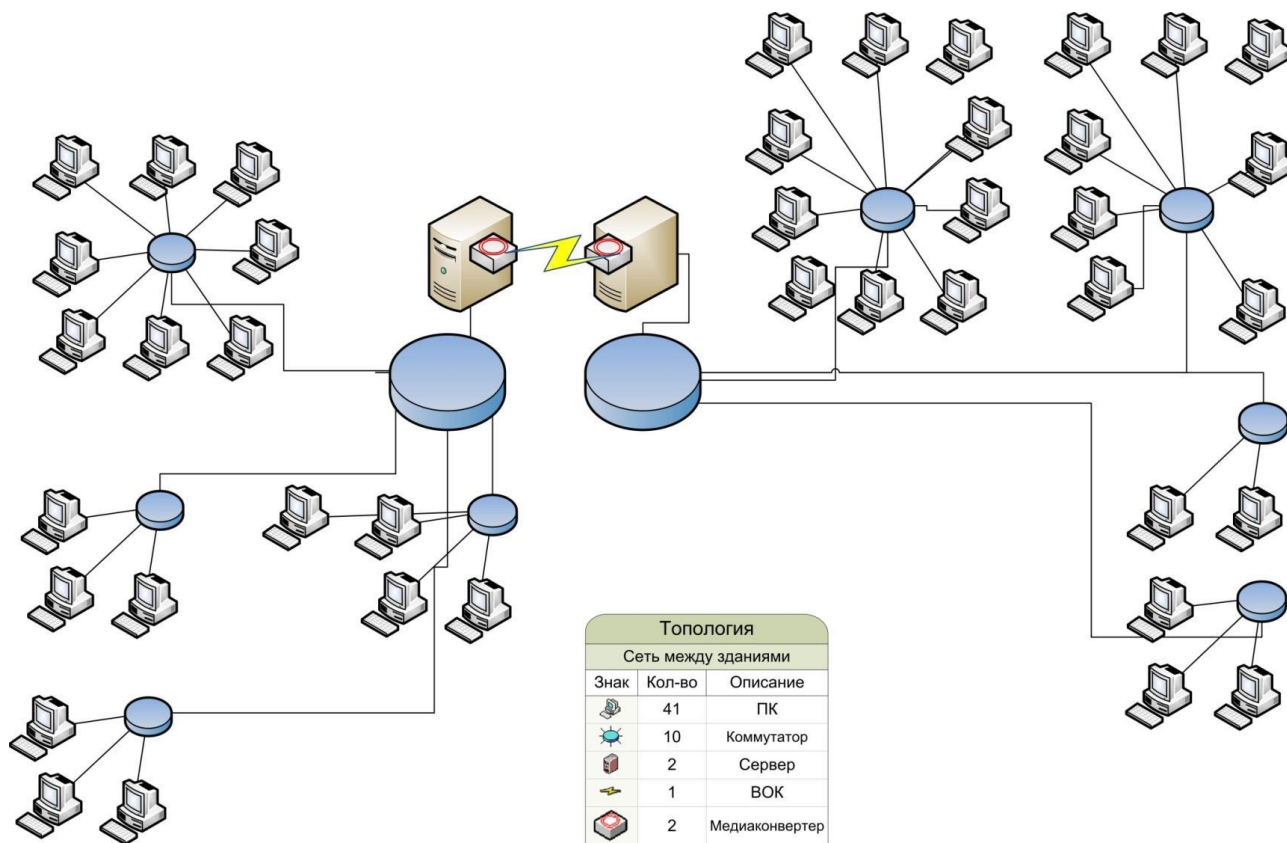 Топология
Сеть между зданиями
Знак Кол-во Описание
41 ПК
10 Коммутатор
2 Сервер
1 ВОК
2 Медиаконвертер